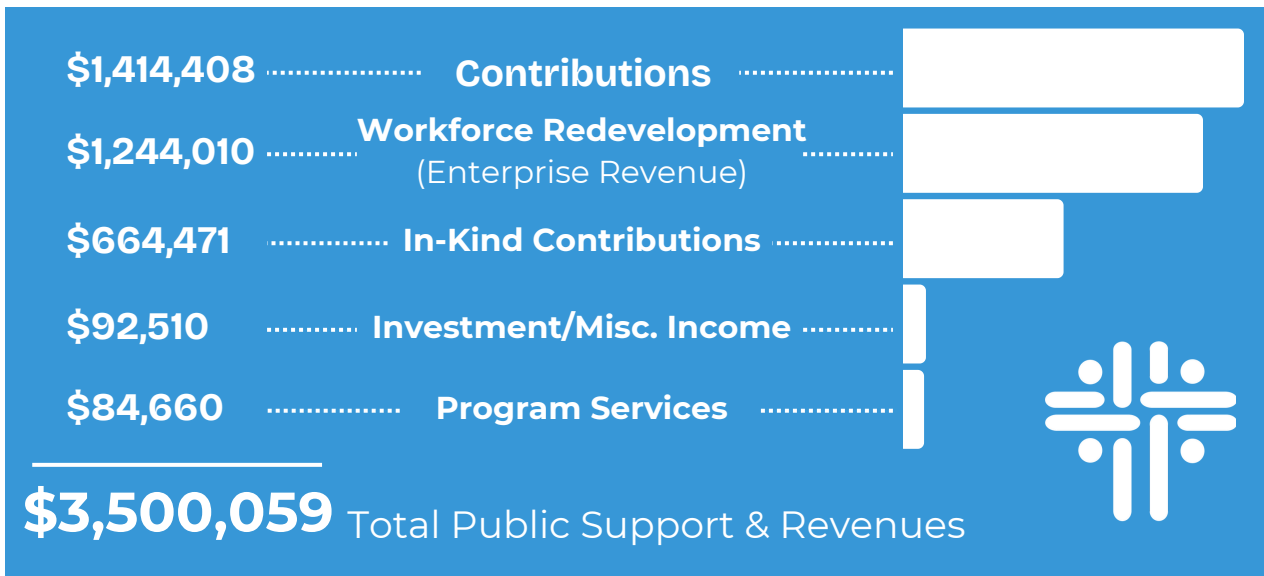 $1,414,408 Contributions
$1,244,010 Workforce Redevelopment
(Enterprise Revenue)
$664,471 In-Kind Contributions
$92,510 Investment/Misc. Income
$84,660 Program Services
$3,500,059 Total Public Support & Revenues